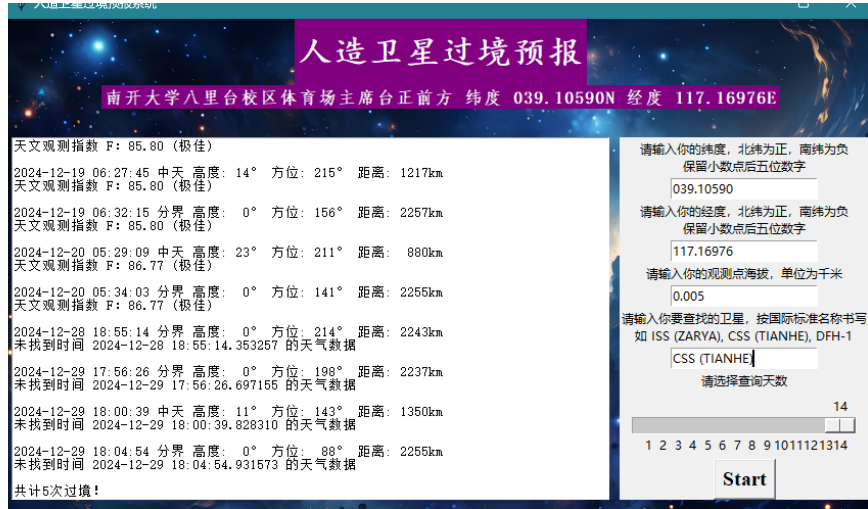 人造卫星过境预报系统
人造卫星过境预报
南开大学八里台校区体育场主席台正前方 纬度 039.10590N 经度 117.16976E
天文观测指数 F: 85.80 (极佳)
2024-12-19 06:27:45 中天 高度: 14° 方位: 215° 距离: 1217km
天文观测指数 F: 85.80 (极佳)
2024-12-19 06:32:15 分界 高度: 0° 方位: 156° 距离: 2257km
天文观测指数 F: 85.80 (极佳)
2024-12-20 05:29:09 中天 高度: 23° 方位: 211° 距离: 880km
天文观测指数 F: 86.77 (极佳)
2024-12-20 05:34:03 分界 高度: 0° 方位: 141° 距离: 2255km
天文观测指数 F: 86.77 (极佳)
2024-12-28 18:55:14 分界 高度: 0° 方位: 214° 距离: 2243km
未找到时间 2024-12-28 18:55:14.353257 的天气数据
2024-12-29 17:56:26 分界 高度: 0° 方位: 198° 距离: 2237km
未找到时间 2024-12-29 17:56:26.697155 的天气数据
2024-12-29 18:00:39 中天 高度: 11° 方位: 143° 距离: 1350km
未找到时间 2024-12-29 18:00:39.828310 的天气数据
2024-12-29 18:04:54 分界 高度: 0° 方位: 88° 距离: 2255km
未找到时间 2024-12-29 18:04:54.931573 的天气数据
共计5次过境!
请输入你的纬度, 北纬为正, 南纬为负
保留小数点后五位数字
039.10590
请输入你的经度, 北纬为正, 南纬为负
保留小数点后五位数字
117.16976
请输入你的观测点海拔, 单位为千米
0.005
请输入你要查找的卫星, 按国际标准名称书写
如 ISS (ZARYA), CSS (TIANHE), DFH-1
CSS (TIANHE)
请选择查询天数
14
1 2 3 4 5 6 7 8 9 10 11 12 13 14
Start